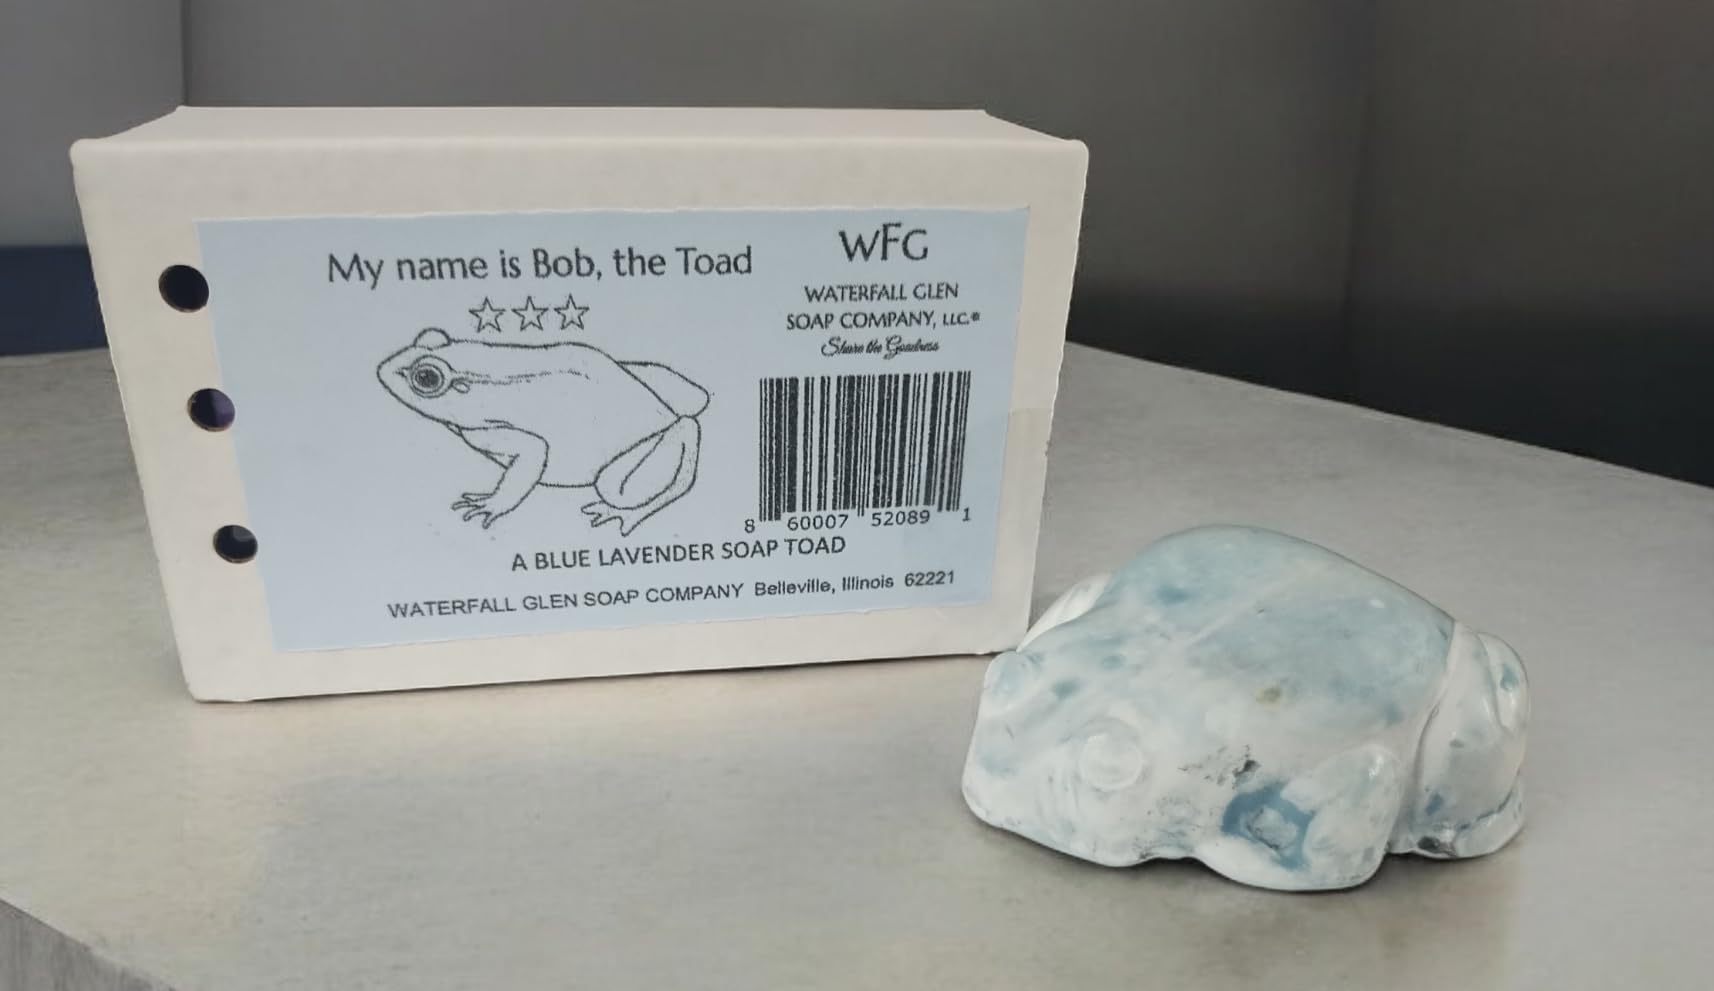 My name is Bob, the Toad
WFG
WATERFALL GLEN
SOAP COMPANY, LLC.®
Share the Goodness
8 60007 52089 1
A BLUE LAVENDER SOAP TOAD
WATERFALL GLEN SOAP COMPANY Belleville, Illinois 62221